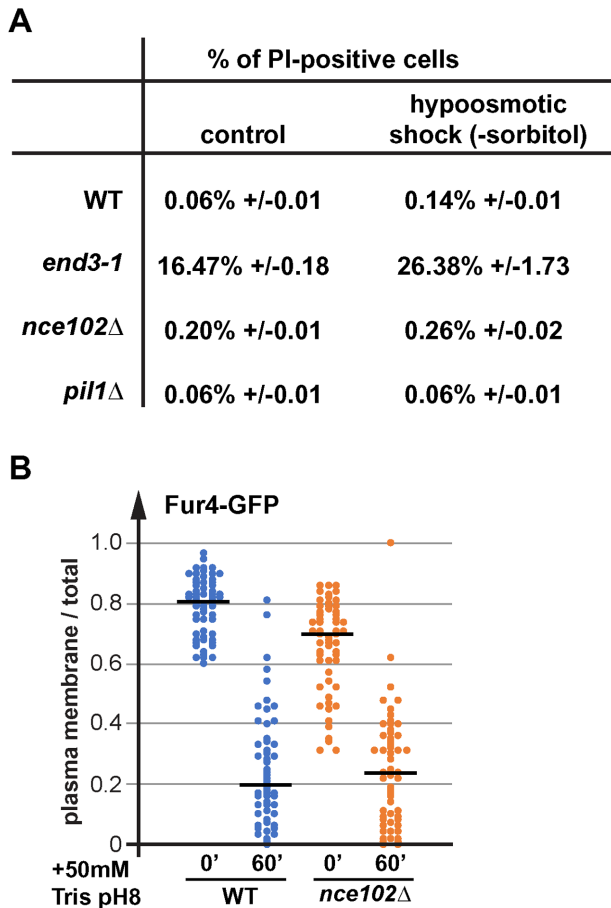 A
% of PI-positive cells
control
hypoosmotic
shock (-sorbitol)
WT 0.06% +/-0.01 0.14% +/-0.01
end3-1 16.47% +/-0.18 26.38% +/-1.73
nce102Δ 0.20% +/-0.01 0.26% +/-0.02
pil1Δ 0.06% +/-0.01 0.06% +/-0.01
B
Fur4-GFP
plasma membrane / total
1.0
0.8
0.6
0.4
0.2
0
+50mM
Tris pH8
0’ 60’ 0’ 60’
WT nce102Δ